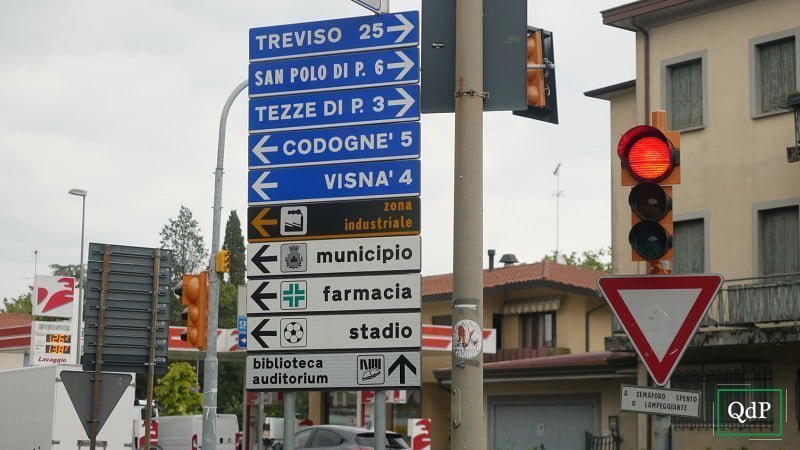 TREVISO 25
SAN POLO DI P. 6
TEZZE DI P. 3
CODOGNE' 5
VISNA' 4
zona
industriale
municipio
farmacia
stadio
biblioteca
auditorium
Lavaggio
A SEMAFORO SPENTO
O LAMPEGGIANTE
QdP